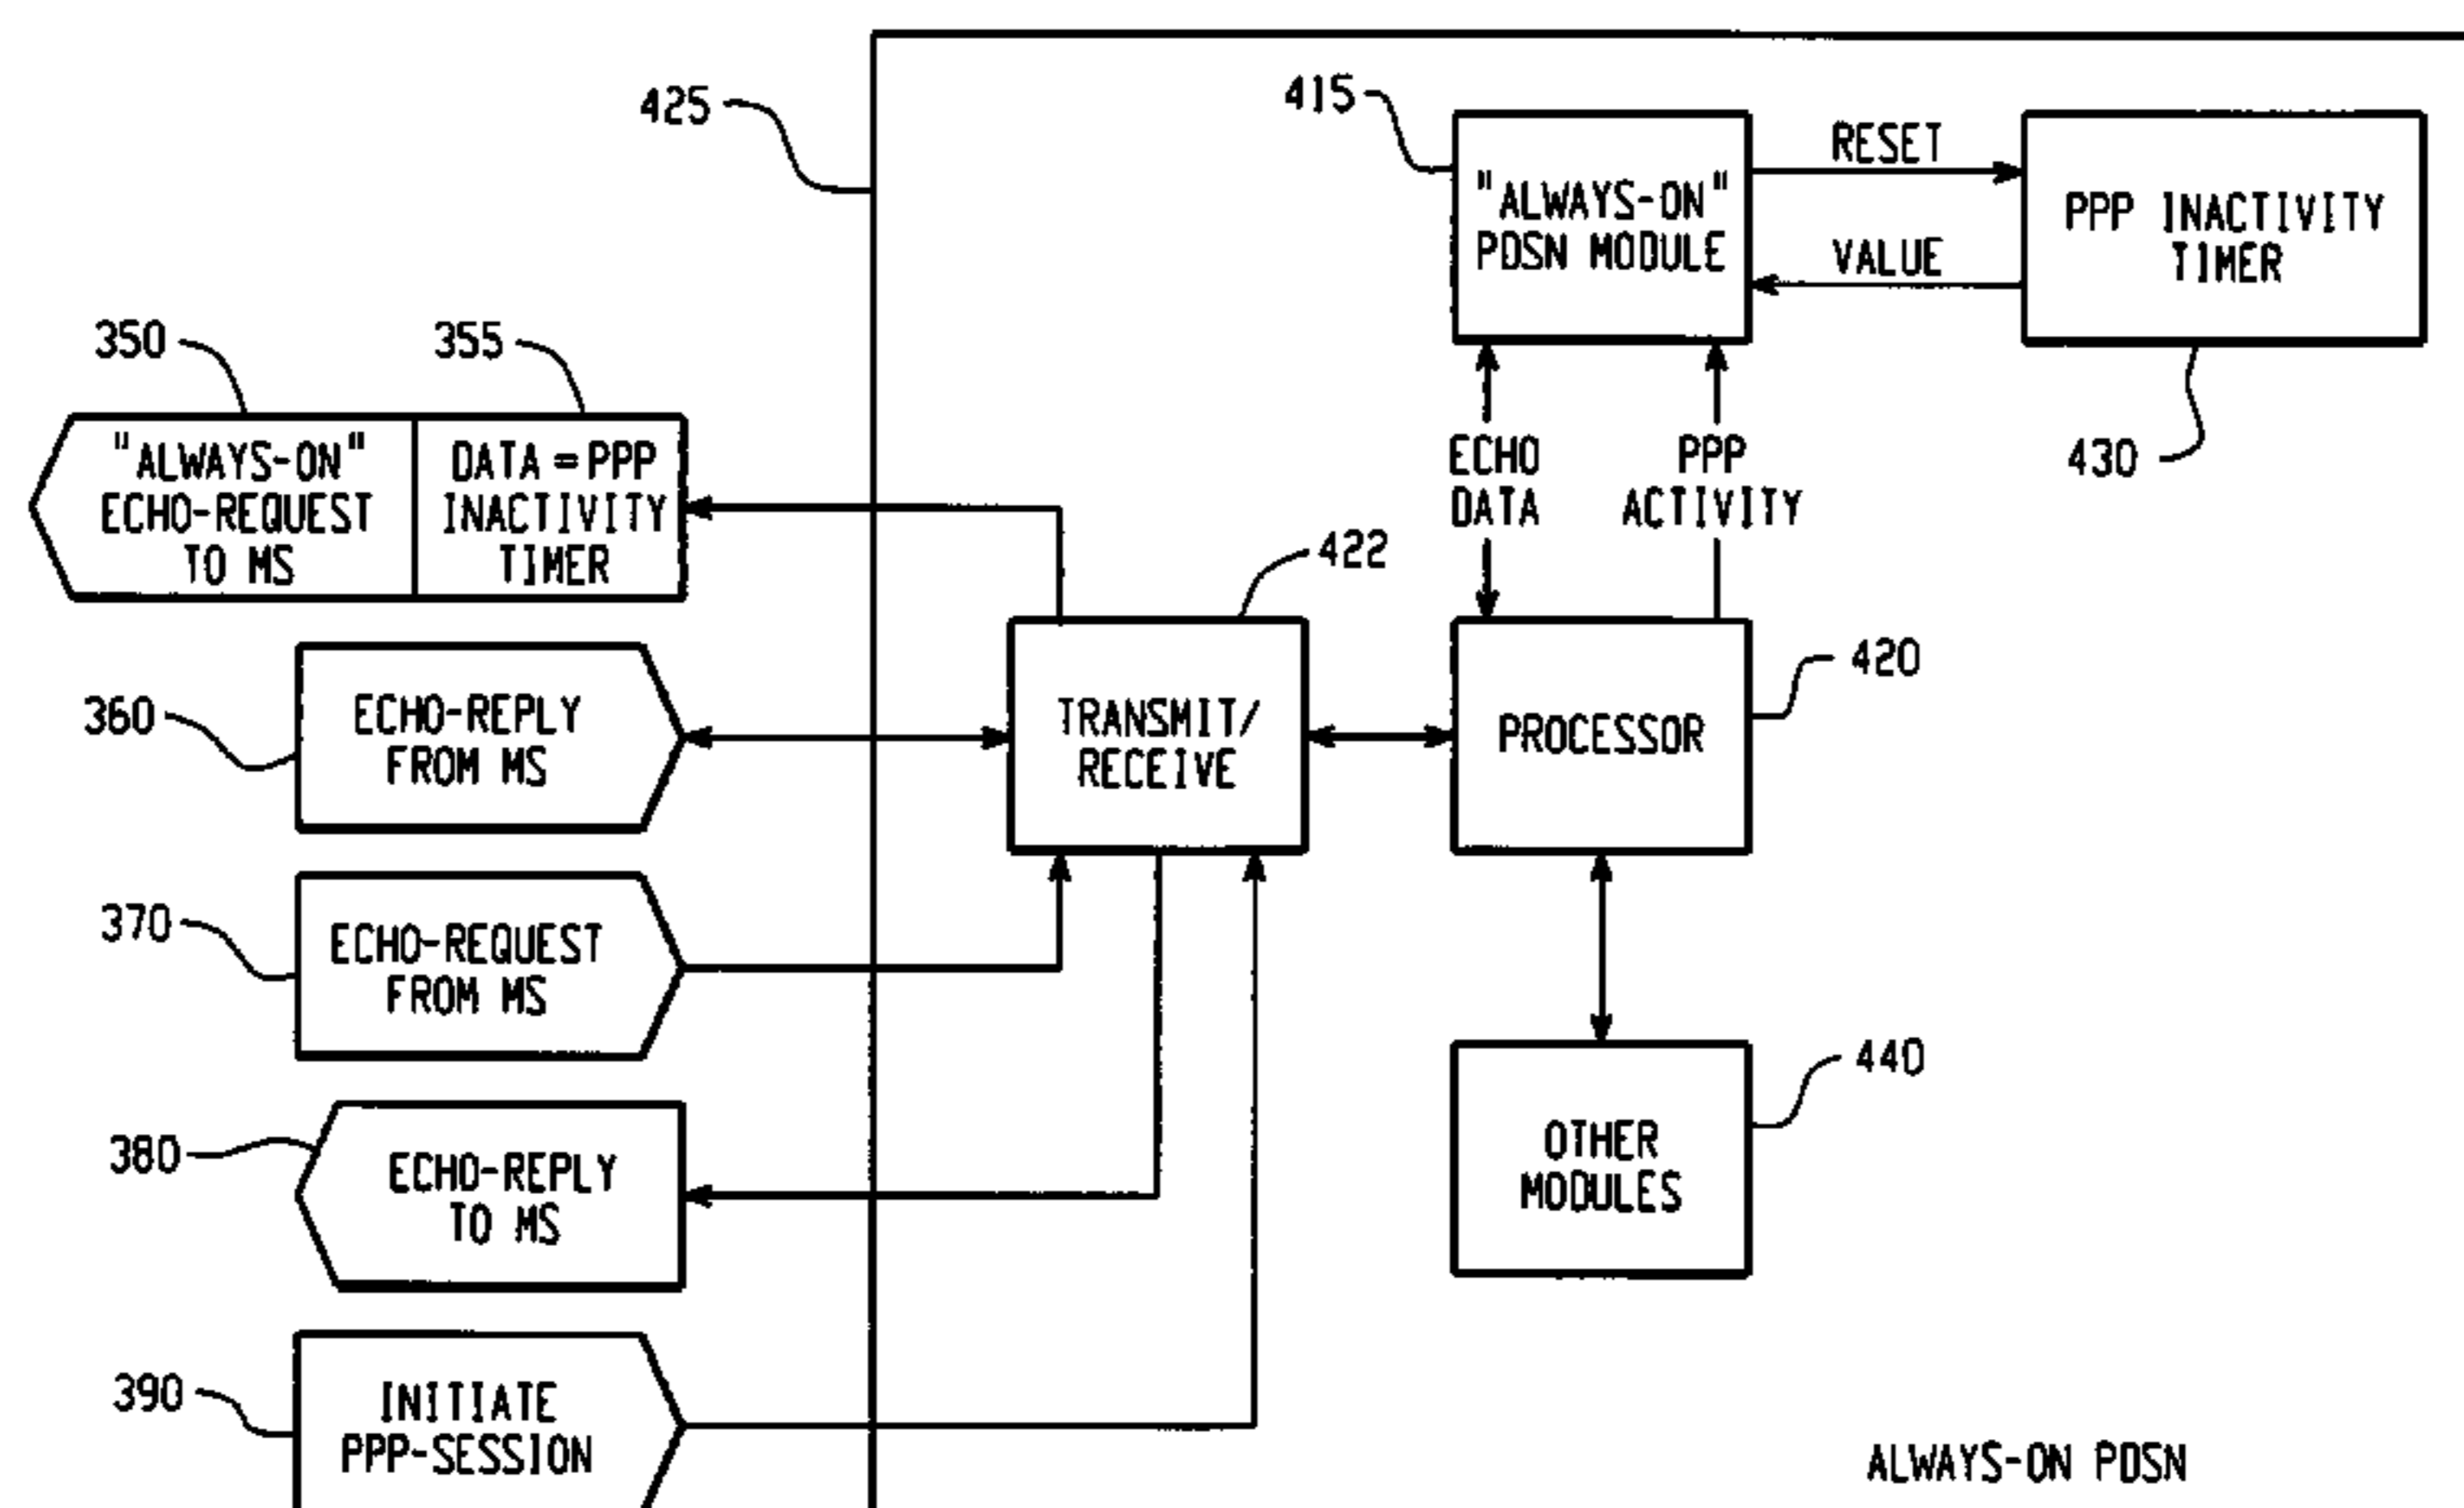 425
415
"ALWAYS-ON"
PDSN MODULE
RESET
VALUE
PPP INACTIVITY
TIMER
430
350
355
"ALWAYS-ON"
ECHO-REQUEST
TO MS
DATA = PPP
INACTIVITY
TIMER
ECHO
DATA
PPP
ACTIVITY
422
360
ECHO-REPLY
FROM MS
TRANSMIT/
RECEIVE
PROCESSOR
420
370
ECHO-REQUEST
FROM MS
380
ECHO-REPLY
TO MS
OTHER
MODULES
440
390
INITIATE
PPP-SESSION
ALWAYS-ON PDSN